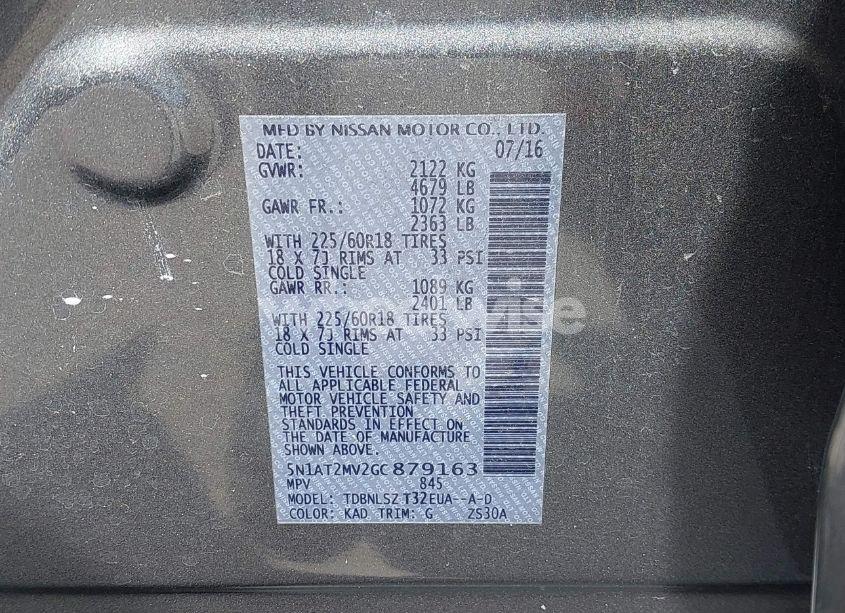 MFD BY NISSAN MOTOR CO., LTD.
DATE: 07/16
GVWR: 2122 KG
4679 LB
GAWR FR.: 1072 KG
2363 LB
WITH 225/60R18 TIRES
18 X 7J RIMS AT 33 PSI
COLD SINGLE
GAWR RR.: 1089 KG
2401 LB
WITH 225/60R18 TIRES
18 X 7J RIMS AT 33 PSI
COLD SINGLE
THIS VEHICLE CONFORMS TO
ALL APPLICABLE FEDERAL
MOTOR VEHICLE SAFETY AND
THEFT PREVENTION
STANDARDS IN EFFECT ON
THE DATE OF MANUFACTURE
SHOWN ABOVE.
5N1AT2MV2GC879163
MPV 845
MODEL: TDBNLSZ T32EUA--A-D
COLOR: KAD TRIM: G 2S30A